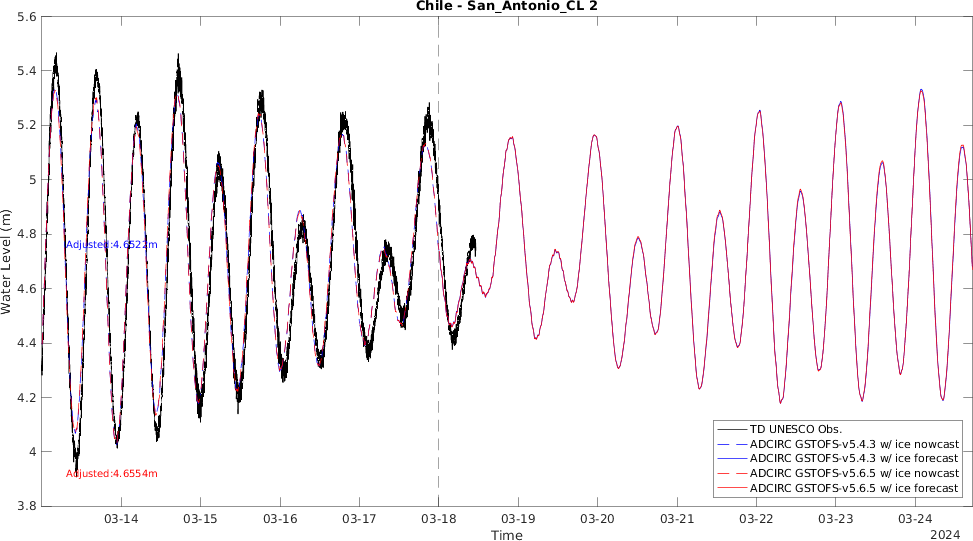 Chile - San_Antonio_CL 2
5.6
5.4
5.2
5
4.8
4.6
4.4
4.2
4
3.8
Water Level (m)
Adjusted:4.6522m
Adjusted:4.6554m
TD UNESCO Obs.
ADCIRC GSTOFS-v5.4.3 w/ ice nowcast
ADCIRC GSTOFS-v5.4.3 w/ ice forecast
ADCIRC GSTOFS-v5.6.5 w/ ice nowcast
ADCIRC GSTOFS-v5.6.5 w/ ice forecast
03-14 03-15 03-16 03-17 03-18 03-19 03-20 03-21 03-22 03-23 03-24
Time
2024